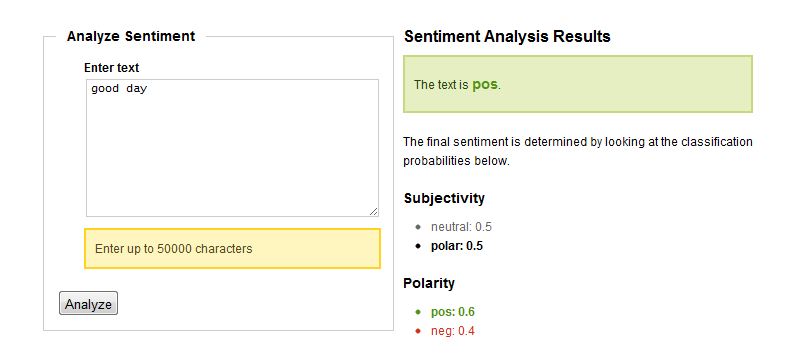 Analyze Sentiment
Enter text
good day
Enter up to 50000 characters
Analyze
Sentiment Analysis Results
The text is pos.
The final sentiment is determined by looking at the classification
probabilities below.
Subjectivity
neutral: 0.5
polar: 0.5
Polarity
pos: 0.6
neg: 0.4